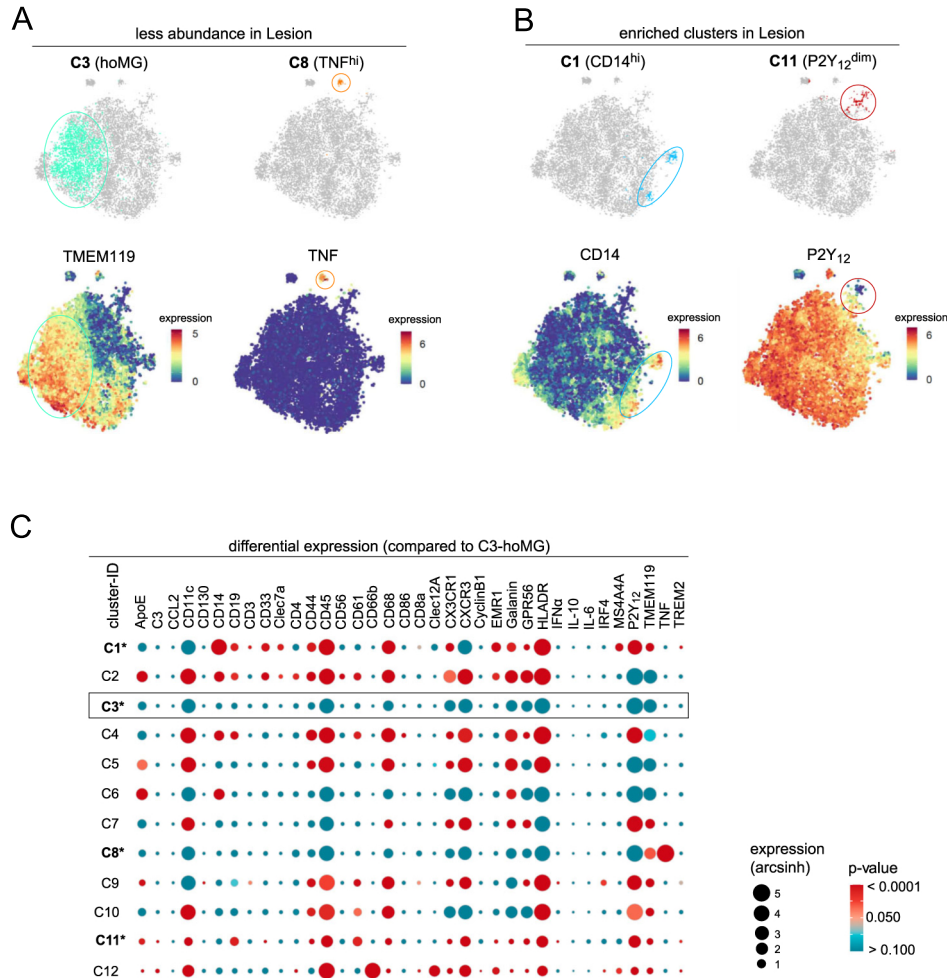 A
less abundance in Lesion
C3 (hoMG)
C8 (TNFhi)
TMEM119
TNF
expression
5
0
expression
6
0
B
enriched clusters in Lesion
C1 (CD14hi)
C11 (P2Y12dim)
CD14
P2Y12
expression
6
0
expression
6
0
C
differential expression (compared to C3-hoMG)
cluster-ID
ApoE
C3
CCL2
CD11c
CD130
CD14
CD19
CD3
CD33
Clec7a
CD4
CD44
CD45
CD56
CD61
CD66b
CD68
CD86
CD8a
Clec12A
CX3CR1
CXCR3
CyclinB1
EMR1
Galanin
GPR56
HLADR
IFNα
IL-10
IL-6
IRF4
MS4A4A
P2Y12
TMEM119
TNF
TREM2
C1*
C2
C3*
C4
C5
C6
C7
C8*
C9
C10
C11*
C12
expression
(arcsinh)
5
4
3
2
1
p-value
< 0.0001
0.050
> 0.100